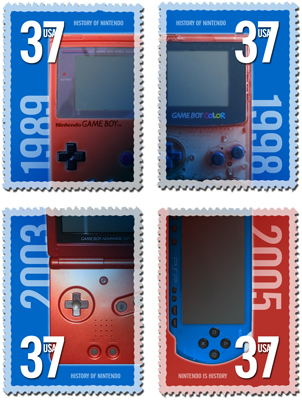 HISTORY OF NINTENDO
37 USA
1989
Nintendo GAME BOY
HISTORY OF NINTENDO
37 USA
1998
GAME BOY COLOR
2003
GAME BOY ADVANCE SP
37 USA
HISTORY OF NINTENDO
2005
PSP
NINTENDO IS HISTORY
37 USA